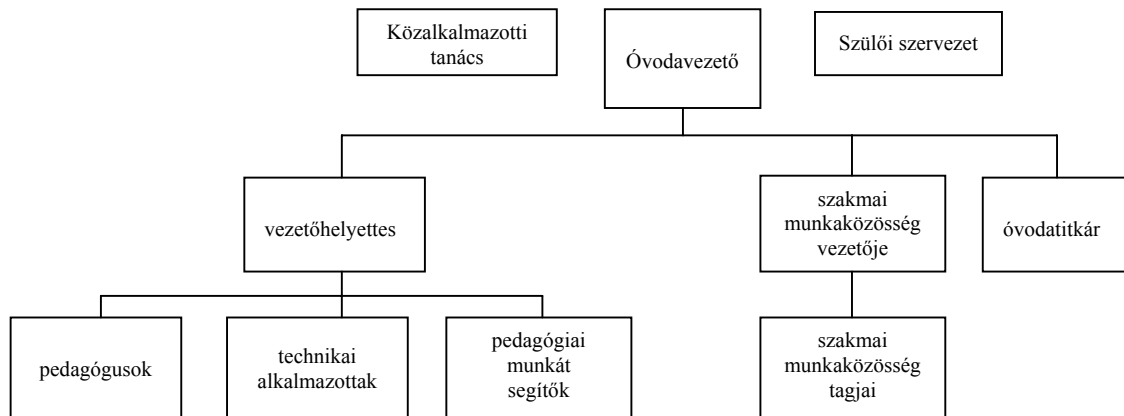 Közalkalmazotti
tanács
Óvodavezető
Szülői szervezet
vezetőhelyettes
szakmai
munkaközösség
vezetője
óvodatitkár
pedagógusok
technikai
alkalmazottak
pedagógiai
munkát
segítők
szakmai
munkaközösség
tagjai